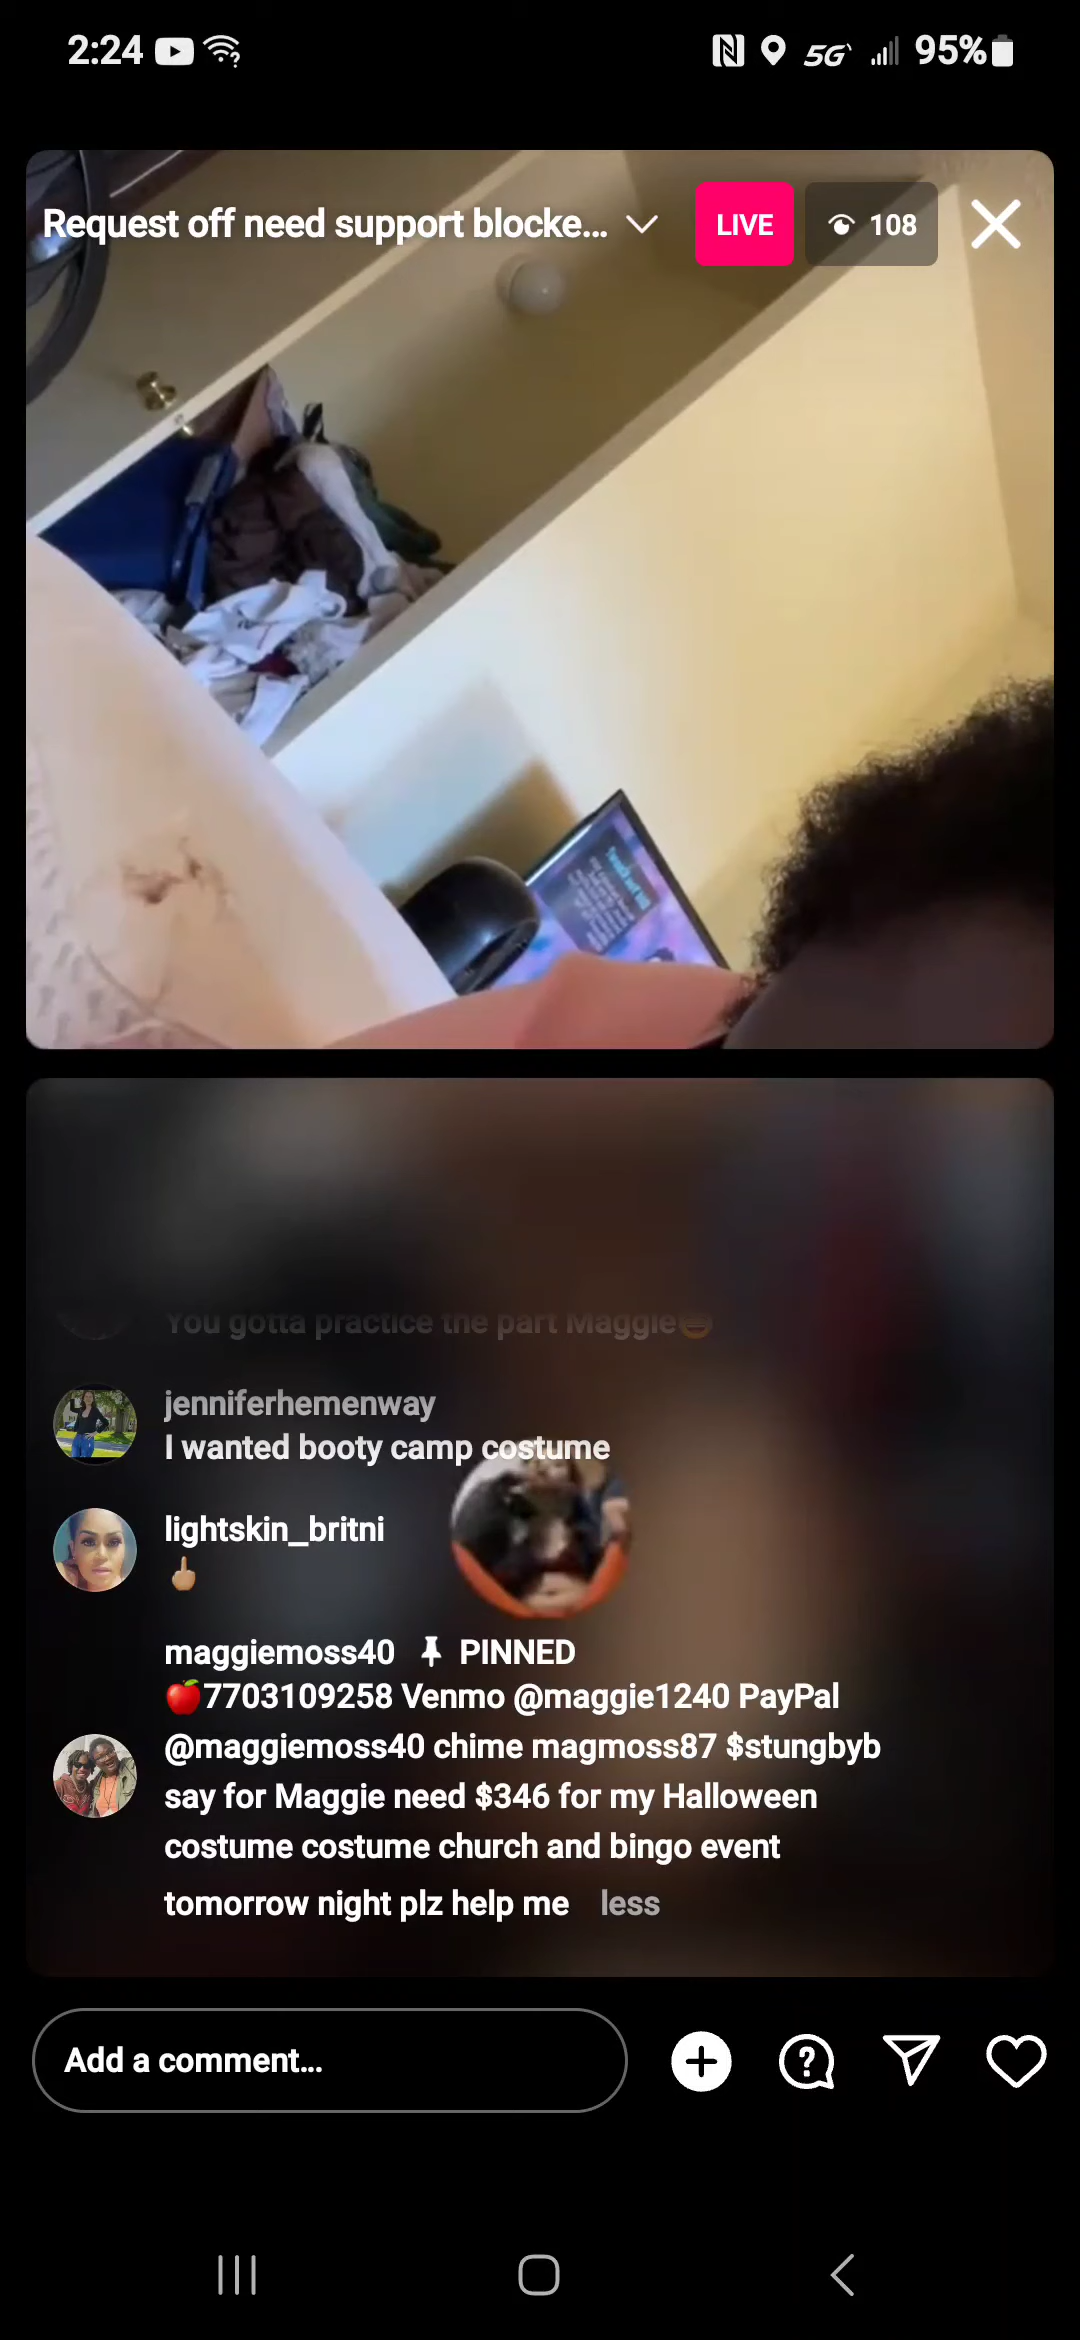 2:24
5G
95%
Request off need support blocke...
LIVE
108
You gotta practice the part Maggie😄
jenniferhemenway
I wanted booty camp costume
lightskin_britni
🖕🏼
maggiemoss40 📌 PINNED
🍎7703109258 Venmo @maggie1240 PayPal
@maggiemoss40 chime magmoss87 $stungbyb
say for Maggie need $346 for my Halloween
costume costume church and bingo event
tomorrow night plz help me less
Add a comment...